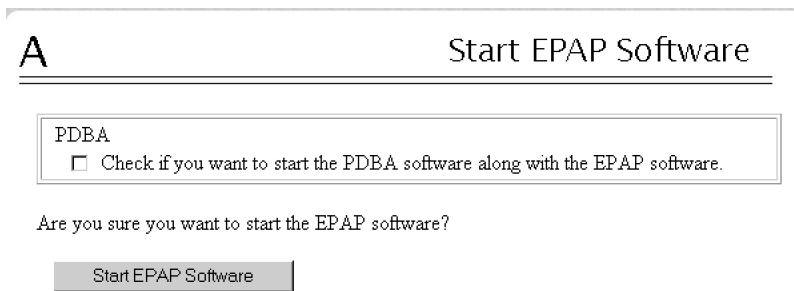 A
Start EPAP Software
PDBA
Check if you want to start the PDBA software along with the EPAP software.
Are you sure you want to start the EPAP software?
Start EPAP Software